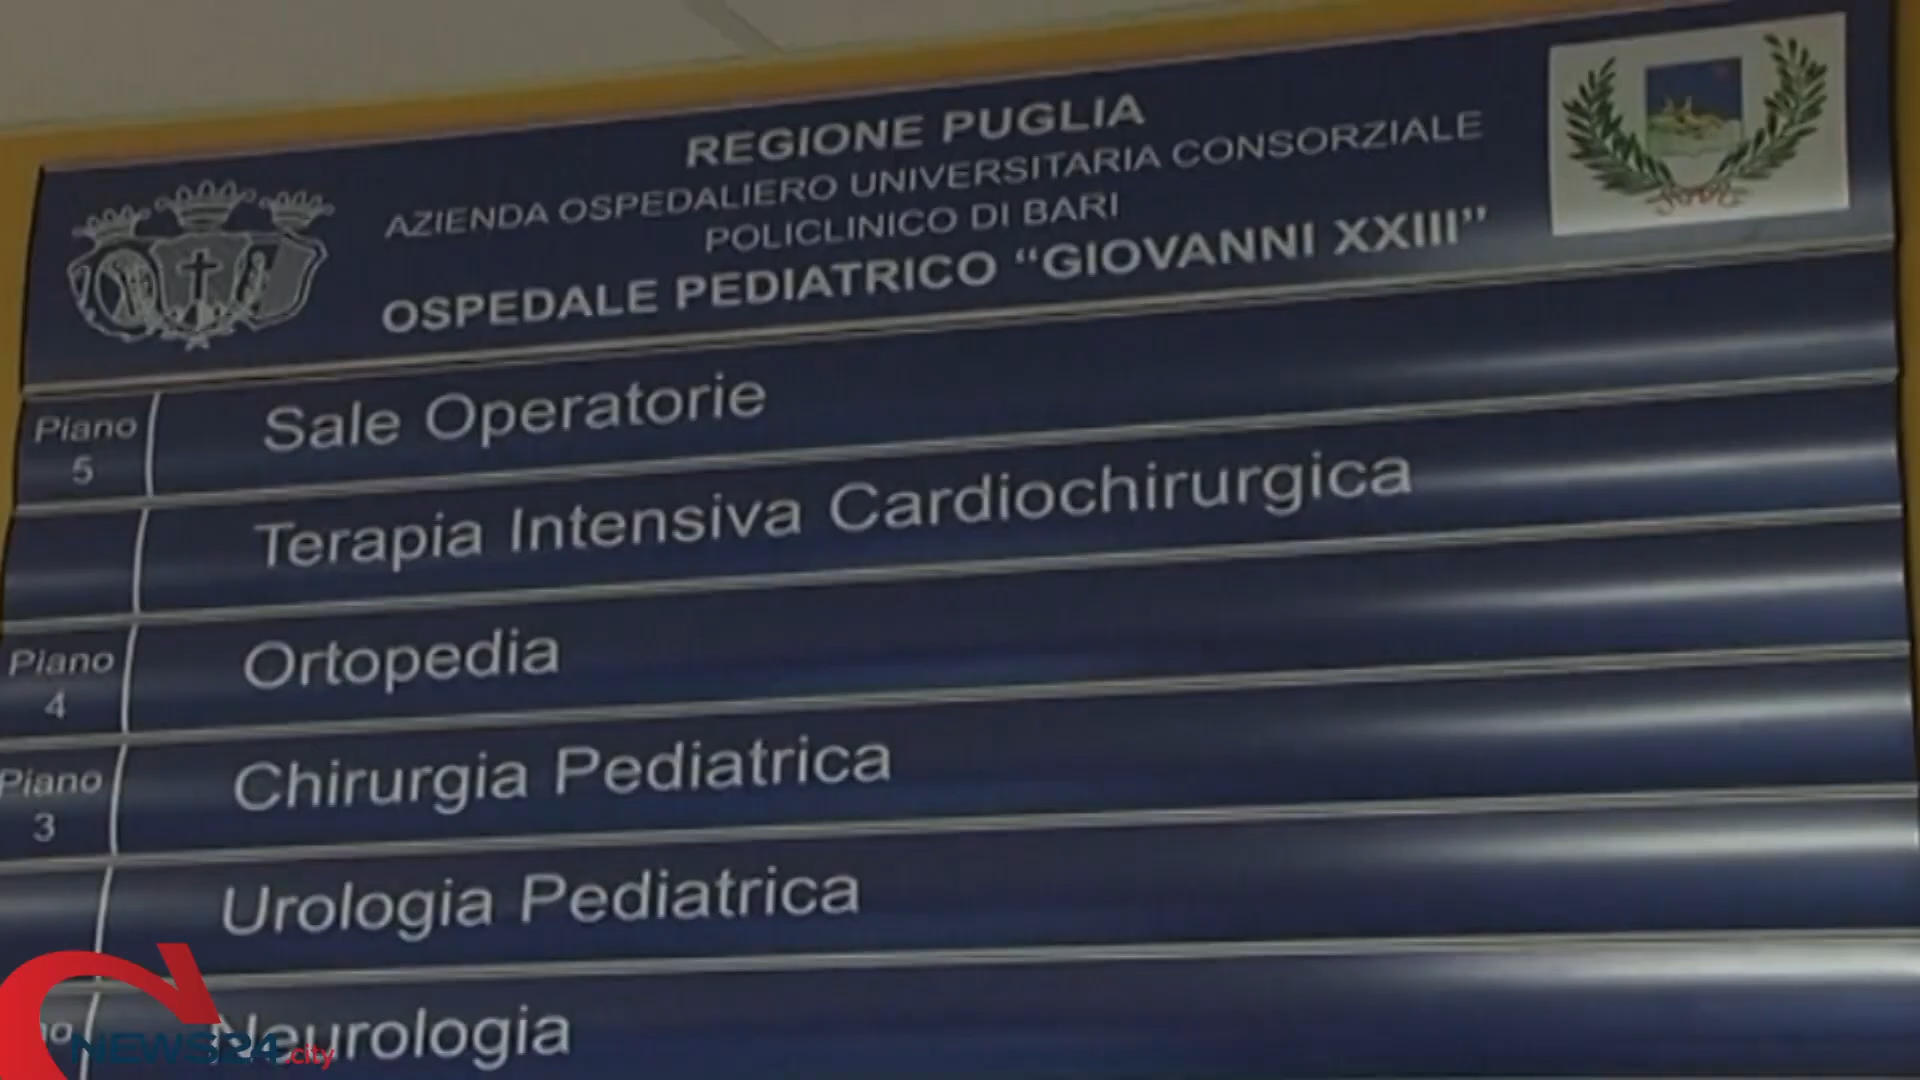 REGIONE PUGLIA
AZIENDA OSPEDALIERO UNIVERSITARIA CONSORZIALE
POLICLINICO DI BARI
OSPEDALE PEDIATRICO “GIOVANNI XXIII”
Piano 5
Sale Operatorie
Terapia Intensiva Cardiochirurgica
Piano 4
Ortopedia
Piano 3
Chirurgia Pediatrica
Urologia Pediatrica
Neurologia
NEWS24.city